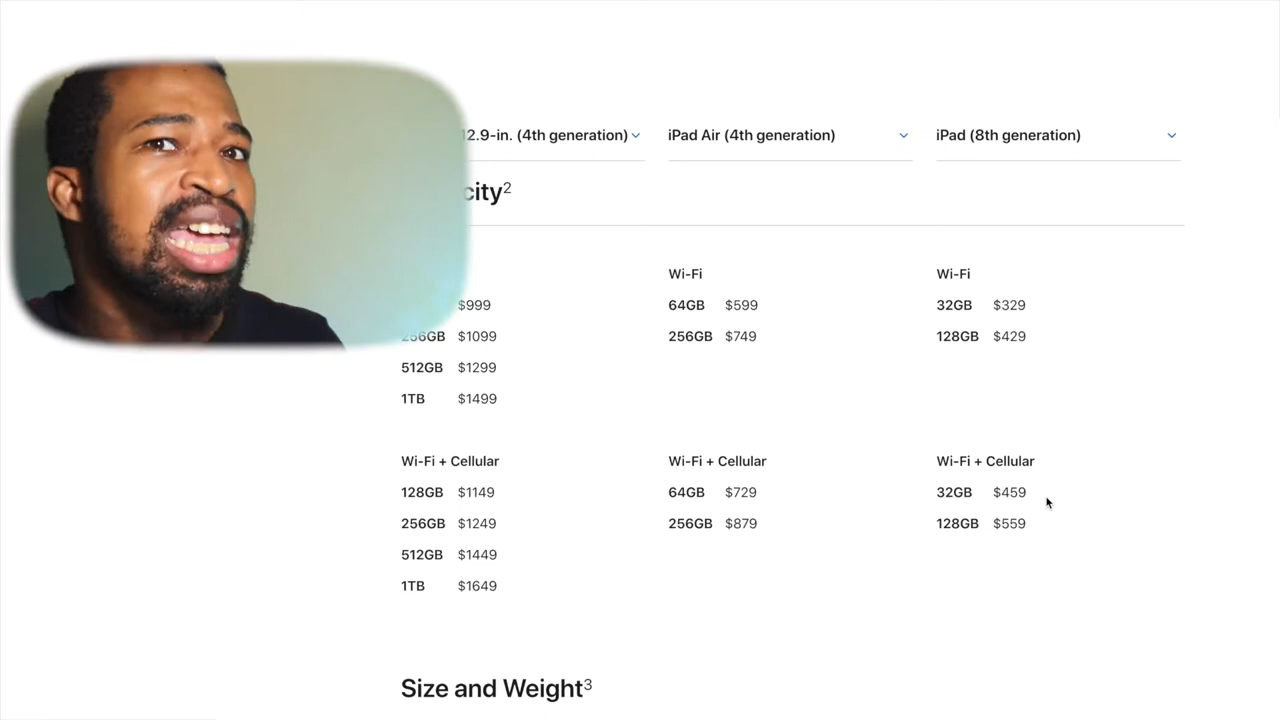 12.9-in. (4th generation) iPad Air (4th generation) iPad (8th generation)
city2
Wi-Fi Wi-Fi
$999 64GB $599 32GB $329
256GB $1099 256GB $749 128GB $429
512GB $1299
1TB $1499
Wi-Fi + Cellular Wi-Fi + Cellular Wi-Fi + Cellular
128GB $1149 64GB $729 32GB $459
256GB $1249 256GB $879 128GB $559
512GB $1449
1TB $1649
Size and Weight3